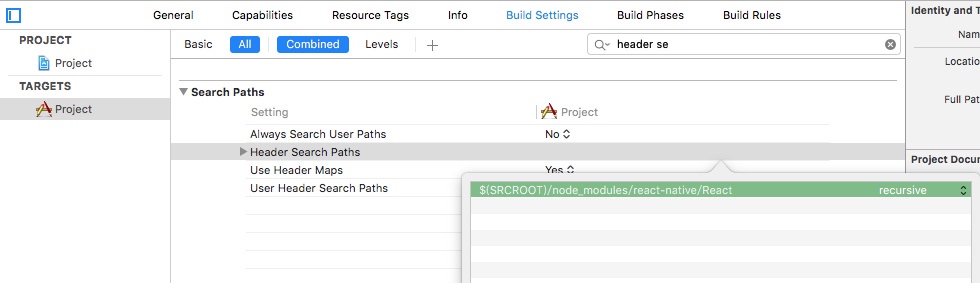 General Capabilities Resource Tags Info Build Settings Build Phases Build Rules
Identity and T
PROJECT
Project
TARGETS
Project
Basic All Combined Levels +
header se
Nam
Locatio
Full Pat
Search Paths
Setting Project
Always Search User Paths No
Header Search Paths
Use Header Maps Yes
User Header Search Paths
Project Docum
$(SRCROOT)/node_modules/react-native/React recursive